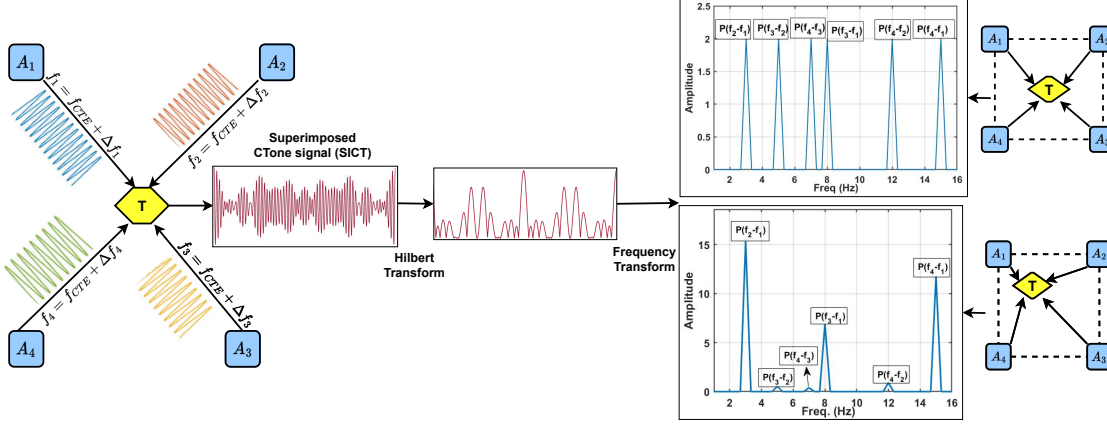 A1
f1 = fCTE + Δf1
A2
f2 = fCTE + Δf2
T
A4
f4 = fCTE + Δf4
A3
f3 = fCTE + Δf3
Superimposed
CTone signal (SICT)
Hilbert
Transform
Frequency
Transform
2.5
2
1.5
1
0.5
0
Amplitude
P(f2-f1)
P(f3-f2)
P(f4-f3)
P(f3-f1)
P(f4-f2)
P(f4-f1)
2 4 6 8 10 12 14 16
Freq (Hz)
A1
A2
T
A4
A3
15
10
5
0
Amplitude
P(f2-f1)
P(f3-f2)
P(f4-f3)
P(f3-f1)
P(f4-f2)
P(f4-f1)
2 4 6 8 10 12 14 16
Freq. (Hz)
A1
A2
T
A4
A3